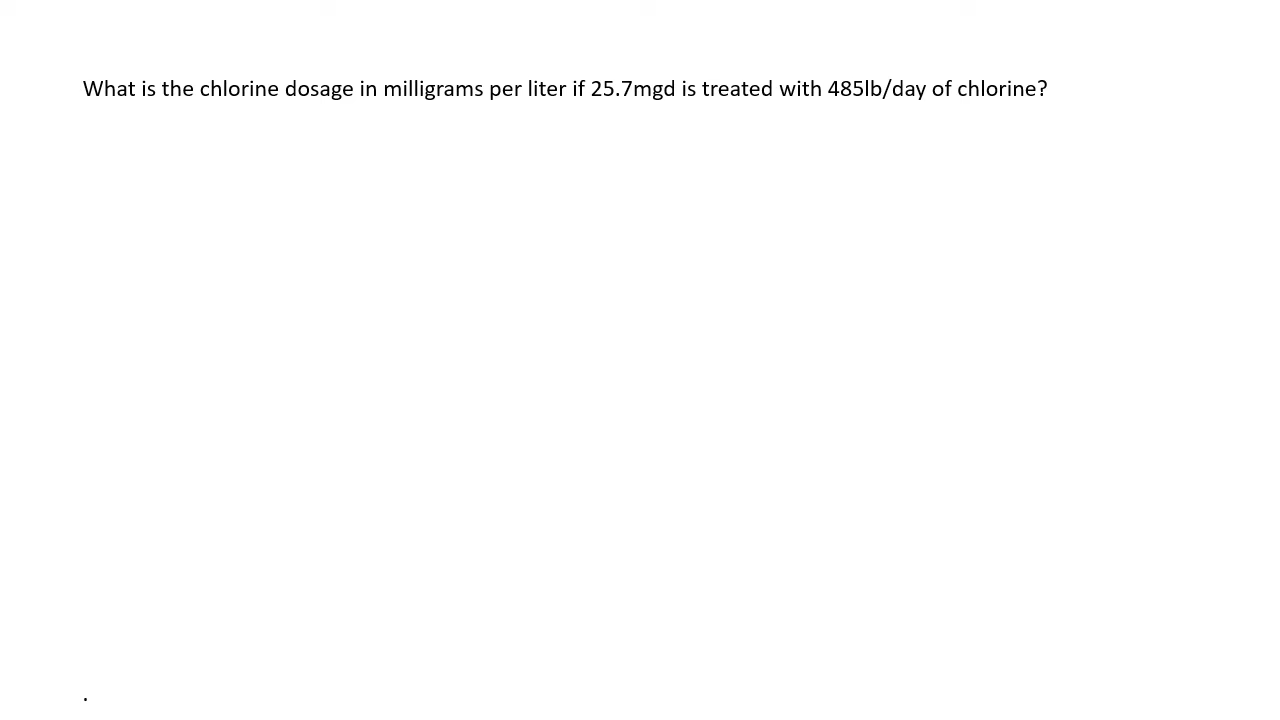 What is the chlorine dosage in milligrams per liter if 25.7mgd is treated with 485lb/day of chlorine?
.